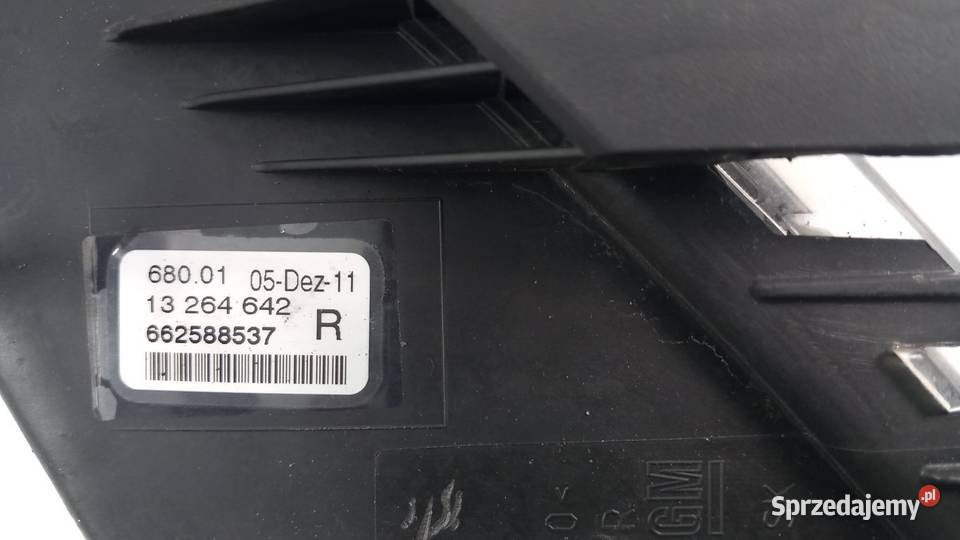 680.01 05-Dez-11
13 264 642
662588537 R
GM
Sprzedajemy.pl